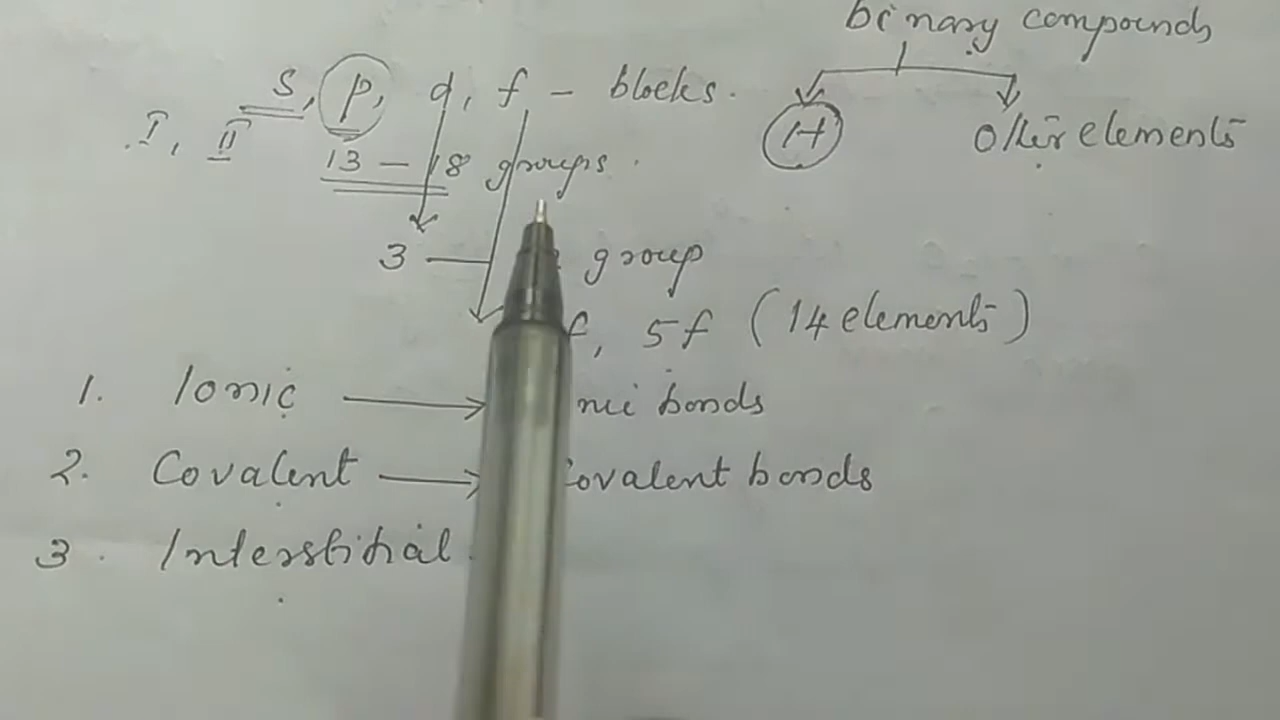 binary compounds
s, p, d, f - blocks.
I, II
H
other elements
13 - 18 groups.
3 — group
f, 5f (14 elements)
1. Ionic → nic bonds
2. Covalent → Covalent bonds
3. Interstitial